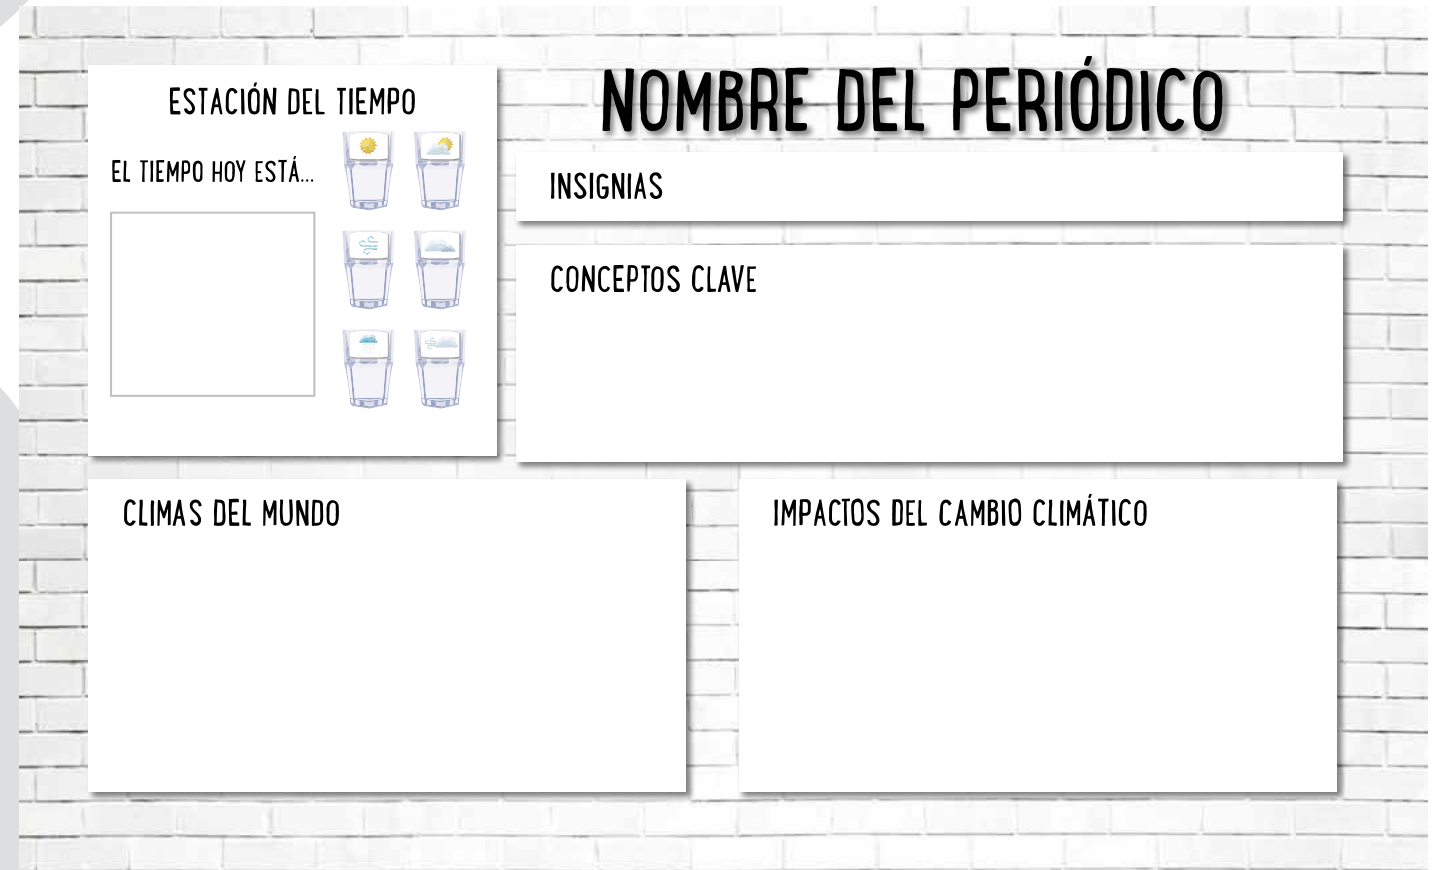 NOMBRE DEL PERIÓDICO
ESTACIÓN DEL TIEMPO
EL TIEMPO HOY ESTÁ...
INSIGNIAS
CONCEPTOS CLAVE
CLIMAS DEL MUNDO
IMPACTOS DEL CAMBIO CLIMÁTICO